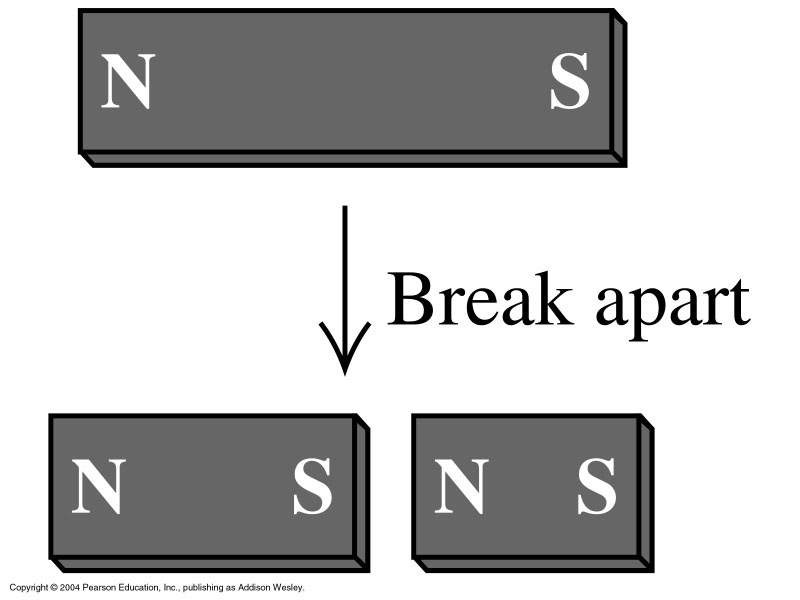 N S
Break apart
N S N S
Copyright © 2004 Pearson Education, Inc., publishing as Addison Wesley.